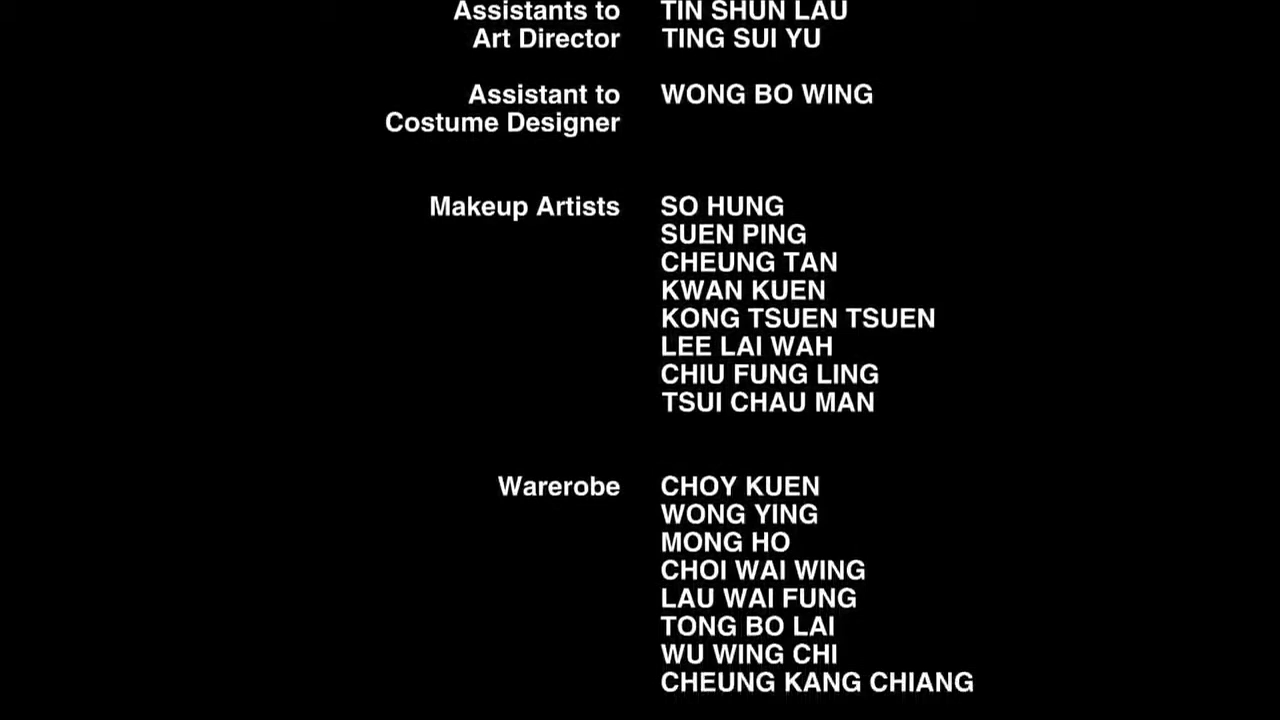 Assistants to TIN SHUN LAU
Art Director TING SUI YU
Assistant to WONG BO WING
Costume Designer
Makeup Artists SO HUNG
SUEN PING
CHEUNG TAN
KWAN KUEN
KONG TSUEN TSUEN
LEE LAI WAH
CHIU FUNG LING
TSUI CHAU MAN
Warerobe CHOY KUEN
WONG YING
MONG HO
CHOI WAI WING
LAU WAI FUNG
TONG BO LAI
WU WING CHI
CHEUNG KANG CHIANG